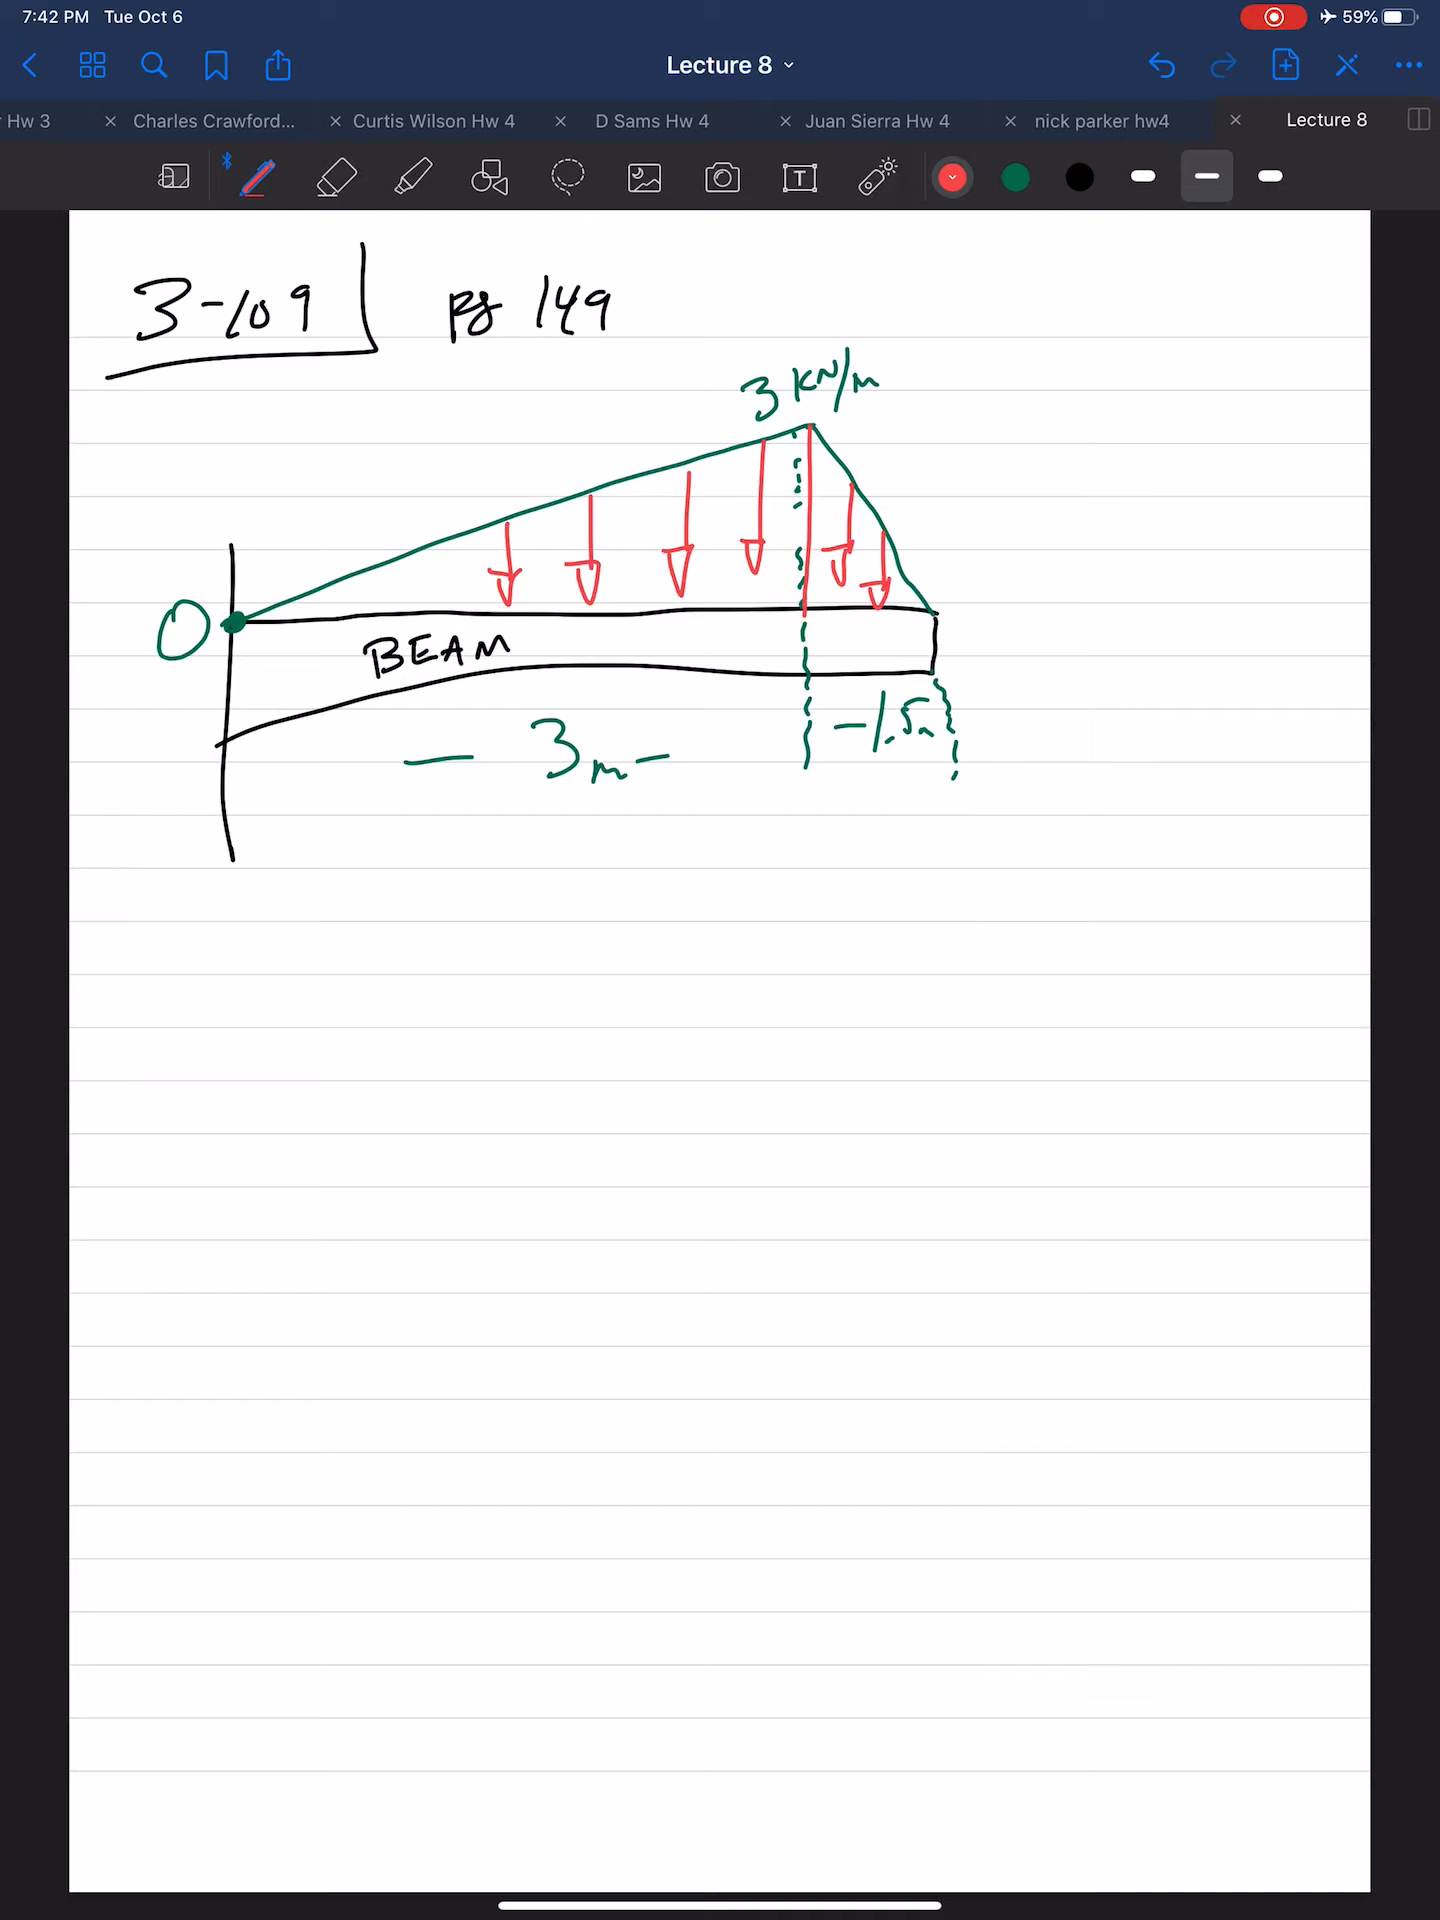 7:42 PM Tue Oct 6 59%
Lecture 8
Hw 3 Charles Crawford... Curtis Wilson Hw 4 D Sams Hw 4 Juan Sierra Hw 4 nick parker hw4 Lecture 8
T
3-109 pg 149
3 KN/m
O
BEAM
3m
1.5m